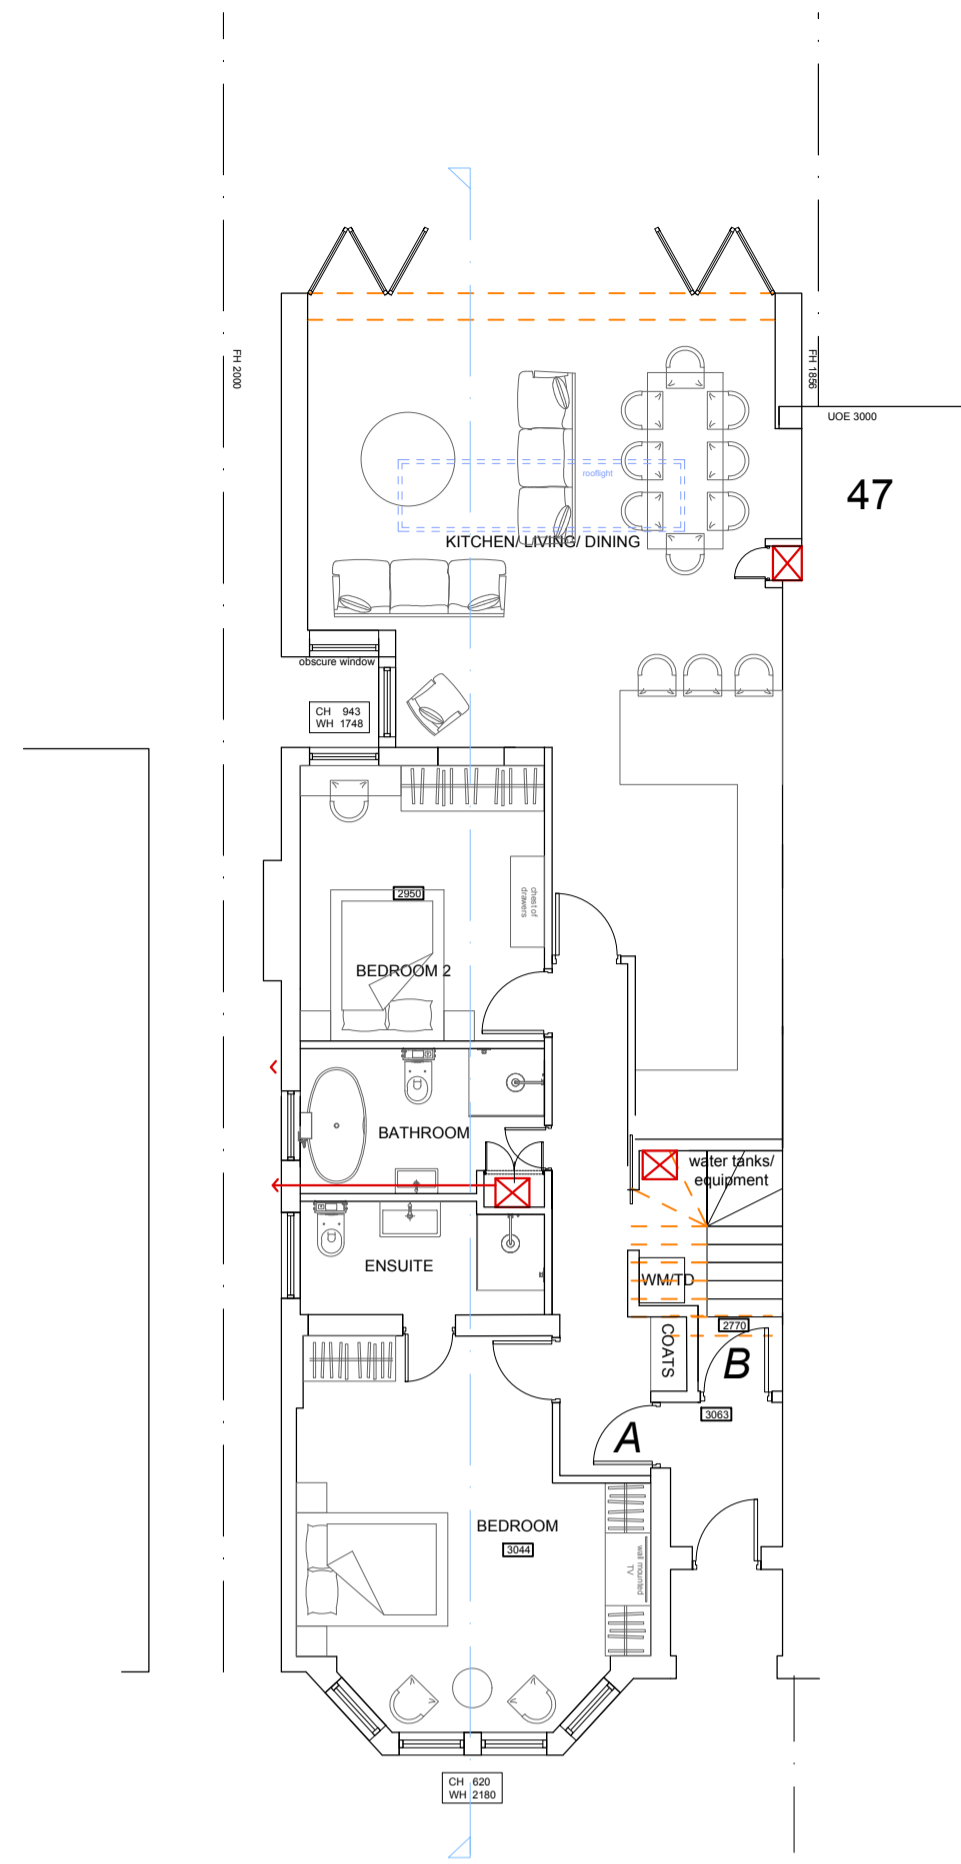 FH 2000
FH 1856
UOE 3000
47
rooflight
KITCHEN/ LIVING/ DINING
obscure window
CH 943
WH 1748
2950
chest of
drawers
BEDROOM 2
BATHROOM
water tanks/
equipment
ENSUITE
WM/TD
2770
COATS
B
3063
A
BEDROOM
3044
wall mounted
TV
CH 620
WH 2180